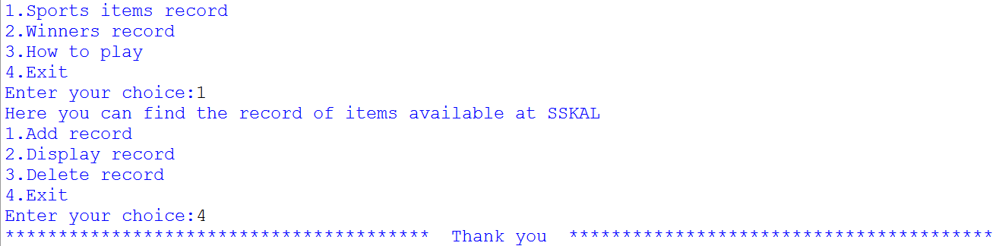 1.Sports items record
2.Winners record
3.How to play
4.Exit
Enter your choice:1
Here you can find the record of items available at SSKAL
1.Add record
2.Display record
3.Delete record
4.Exit
Enter your choice:4
****************************************  Thank you  ****************************************